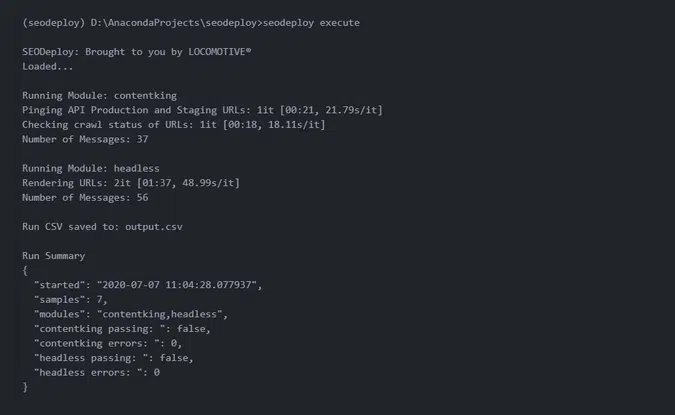 (seodeploy) D:\AnacondaProjects\seodeploy>seodeploy execute
SEODeploy: Brought to you by LOCOMOTIVE®
Loaded...
Running Module: contentking
Pinging API Production and Staging URLs: 1it [00:21, 21.79s/it]
Checking crawl status of URLs: 1it [00:18, 18.11s/it]
Number of Messages: 37
Running Module: headless
Rendering URLs: 2it [01:37, 48.99s/it]
Number of Messages: 56
Run CSV saved to: output.csv
Run Summary
{
"started": "2020-07-07 11:04:28.077937",
"samples": 7,
"modules": "contentking,headless",
"contentking passing: ": false,
"contentking errors: ": 0,
"headless passing: ": false,
"headless errors: ": 0
}